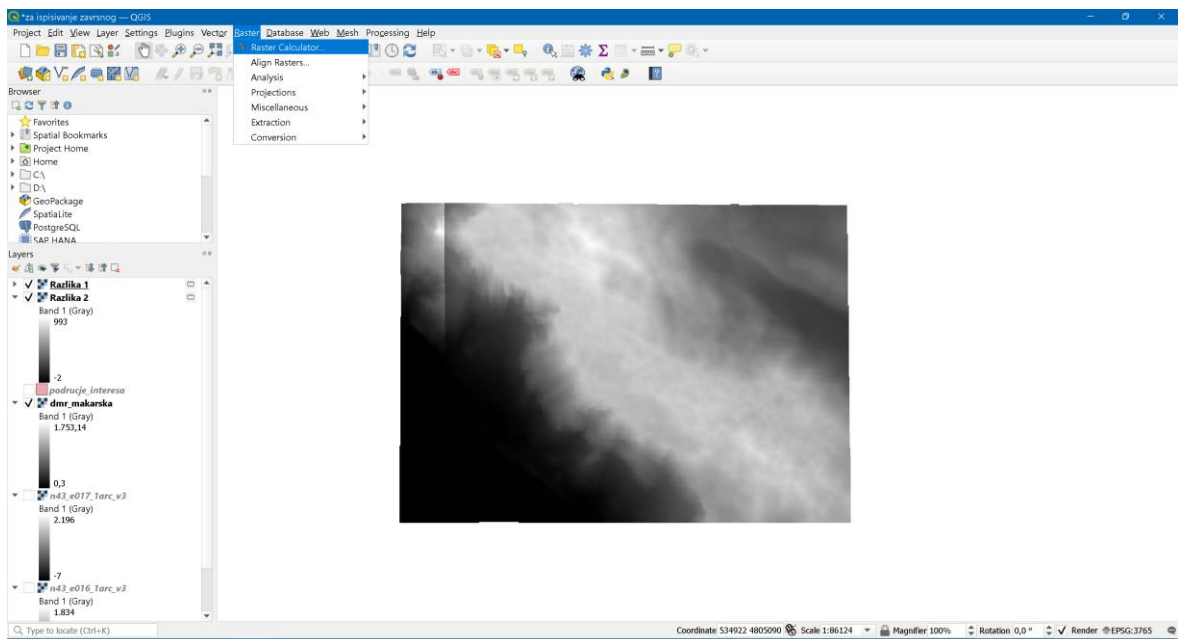 *za ispisivanje zavrsnog — QGIS
Project Edit View Layer Settings Plugins Vector Raster Database Web Mesh Processing Help
Raster Calculator...
Align Rasters...
Analysis
Projections
Miscellaneous
Extraction
Conversion
Browser
Favorites
Spatial Bookmarks
Project Home
Home
C:\
D:\
GeoPackage
SpatiaLite
PostgreSQL
SAP HANA
Layers
Razlika 1
Razlika 2
Band 1 (Gray)
993
-2
podrucje_interesa
dmr_makarska
Band 1 (Gray)
1.753,14
0,3
n43_e017_1arc_v3
Band 1 (Gray)
2.196
-7
n43_e016_1arc_v3
Band 1 (Gray)
1.834
Type to locate (Ctrl+K)
Coordinate 534922 4805090 Scale 1:86124 Magnifier 100% Rotation 0,0 ° Render EPSG:3765